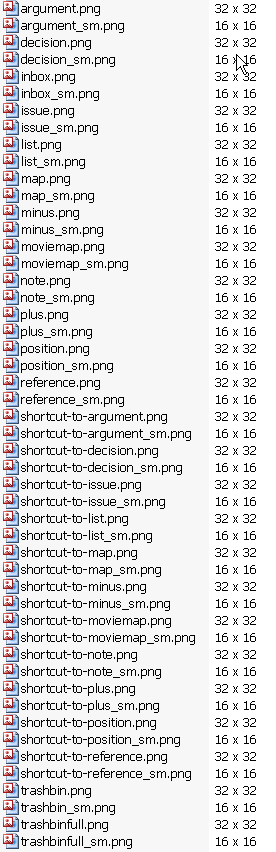 argument.png 32 x 32
argument_sm.png 16 x 16
decision.png 32 x 32
decision_sm.png 16 x 16
inbox.png 32 x 32
inbox_sm.png 16 x 16
issue.png 32 x 32
issue_sm.png 16 x 16
list.png 32 x 32
list_sm.png 16 x 16
map.png 32 x 32
map_sm.png 16 x 16
minus.png 32 x 32
minus_sm.png 16 x 16
moviemap.png 32 x 32
moviemap_sm.png 16 x 16
note.png 32 x 32
note_sm.png 16 x 16
plus.png 32 x 32
plus_sm.png 16 x 16
position.png 32 x 32
position_sm.png 16 x 16
reference.png 32 x 32
reference_sm.png 16 x 16
shortcut-to-argument.png 32 x 32
shortcut-to-argument_sm.png 16 x 16
shortcut-to-decision.png 32 x 32
shortcut-to-decision_sm.png 16 x 16
shortcut-to-issue.png 32 x 32
shortcut-to-issue_sm.png 16 x 16
shortcut-to-list.png 32 x 32
shortcut-to-list_sm.png 16 x 16
shortcut-to-map.png 32 x 32
shortcut-to-map_sm.png 16 x 16
shortcut-to-minus.png 32 x 32
shortcut-to-minus_sm.png 16 x 16
shortcut-to-moviemap.png 32 x 32
shortcut-to-moviemap_sm.png 16 x 16
shortcut-to-note.png 32 x 32
shortcut-to-note_sm.png 16 x 16
shortcut-to-plus.png 32 x 32
shortcut-to-plus_sm.png 16 x 16
shortcut-to-position.png 32 x 32
shortcut-to-position_sm.png 16 x 16
shortcut-to-reference.png 32 x 32
shortcut-to-reference_sm.png 16 x 16
trashbin.png 32 x 32
trashbin_sm.png 16 x 16
trashbinfull.png 32 x 32
trashbinfull_sm.png 16 x 16